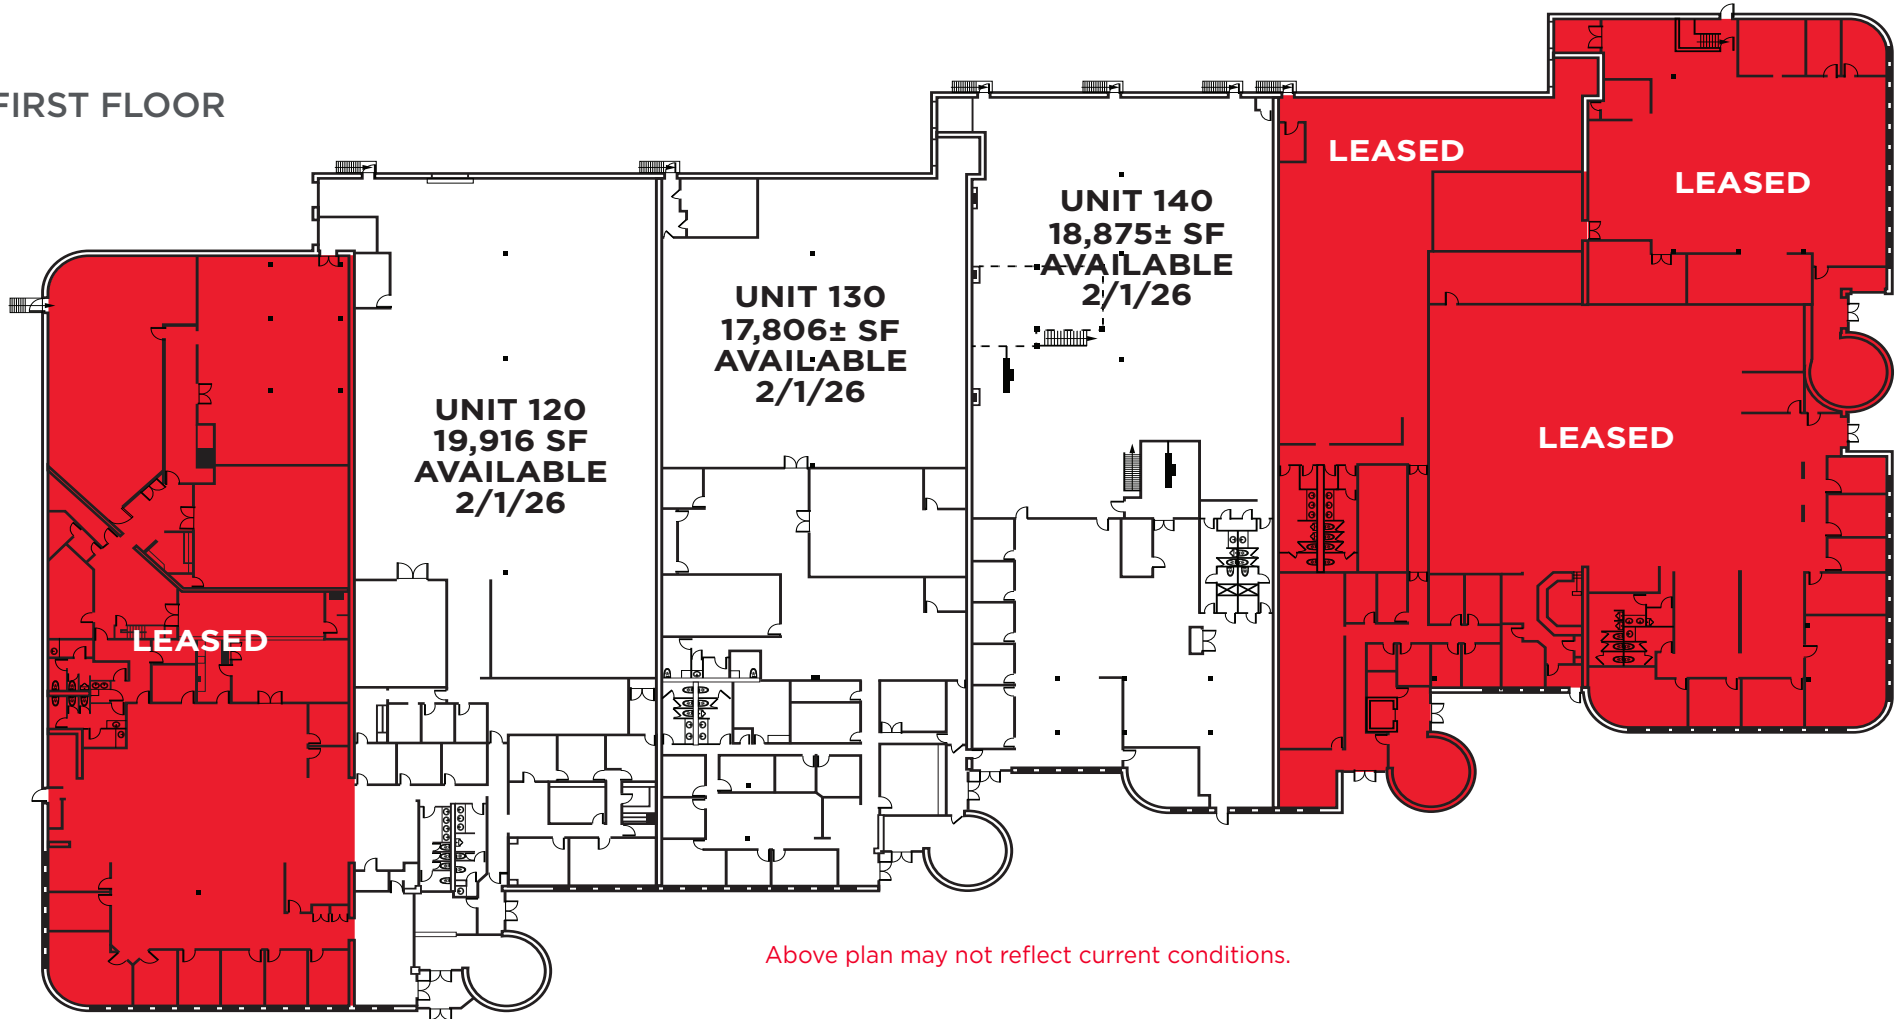 FIRST FLOOR
LEASED
LEASED
UNIT 140
18,875± SF
AVAILABLE
2/1/26
UNIT 130
17,806± SF
AVAILABLE
2/1/26
UNIT 120
19,916 SF
AVAILABLE
2/1/26
LEASED
LEASED
Above plan may not reflect current conditions.